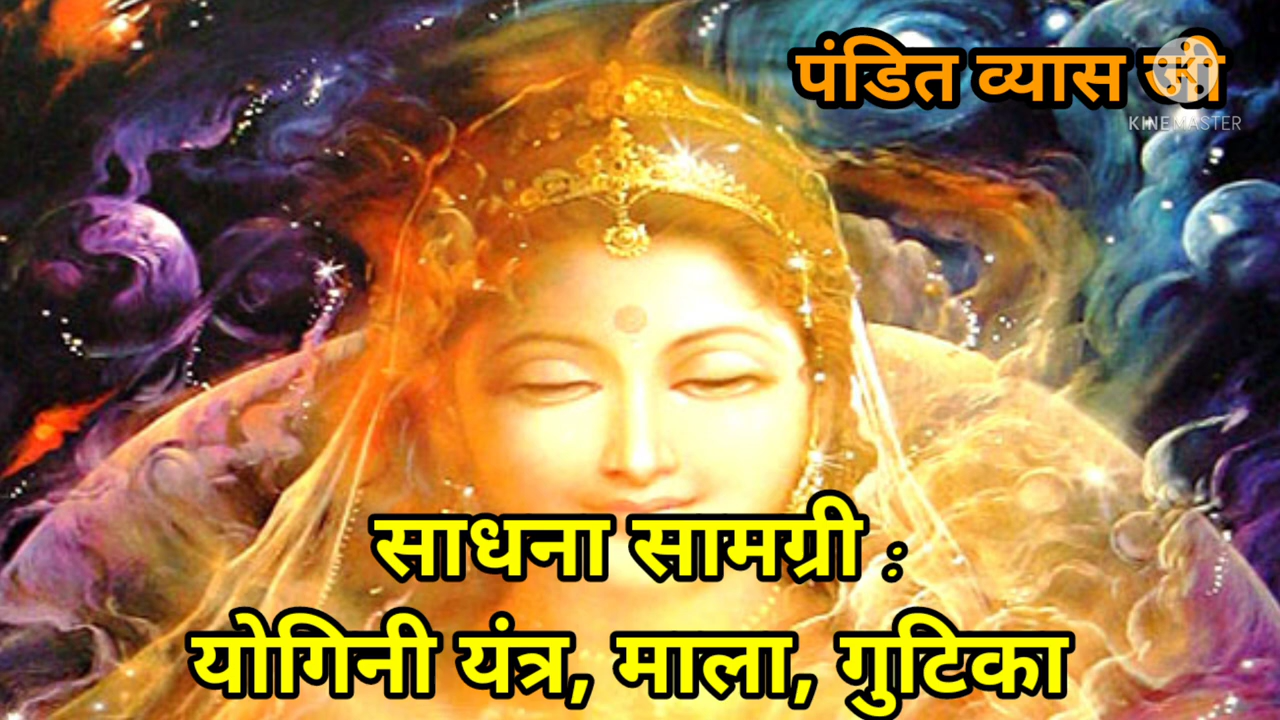 पंडित व्यास जी
KINEMASTER
साधना सामग्री :
योगिनी यंत्र, माला, गुटिका